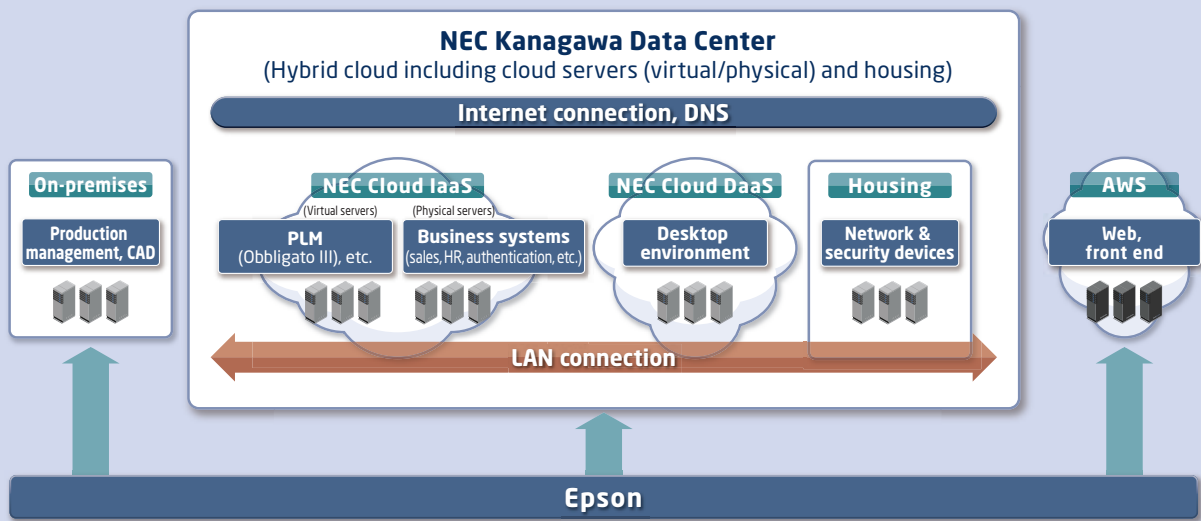 NEC Kanagawa Data Center
(Hybrid cloud including cloud servers (virtual/physical) and housing)
Internet connection, DNS
On-premises
Production
management, CAD
NEC Cloud IaaS
(Virtual servers)
PLM
(Obbligato III), etc.
(Physical servers)
Business systems
(sales, HR, authentication, etc.)
NEC Cloud DaaS
Desktop
environment
Housing
Network &
security devices
AWS
Web,
front end
LAN connection
Epson